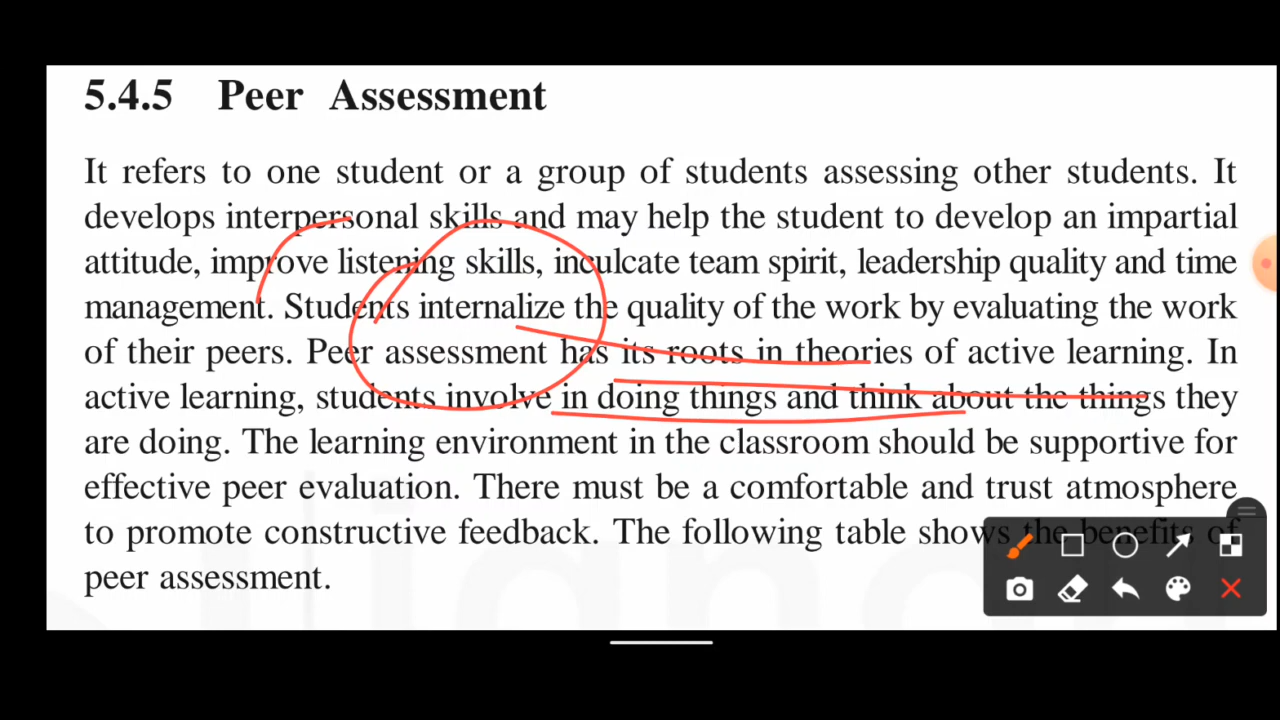 5.4.5 Peer Assessment
It refers to one student or a group of students assessing other students. It
develops interpersonal skills and may help the student to develop an impartial
attitude, improve listening skills, inculcate team spirit, leadership quality and time
management. Students internalize the quality of the work by evaluating the work
of their peers. Peer assessment has its roots in theories of active learning. In
active learning, students involve in doing things and think about the things they
are doing. The learning environment in the classroom should be supportive for
effective peer evaluation. There must be a comfortable and trust atmosphere
to promote constructive feedback. The following table shows the benefits of
peer assessment.